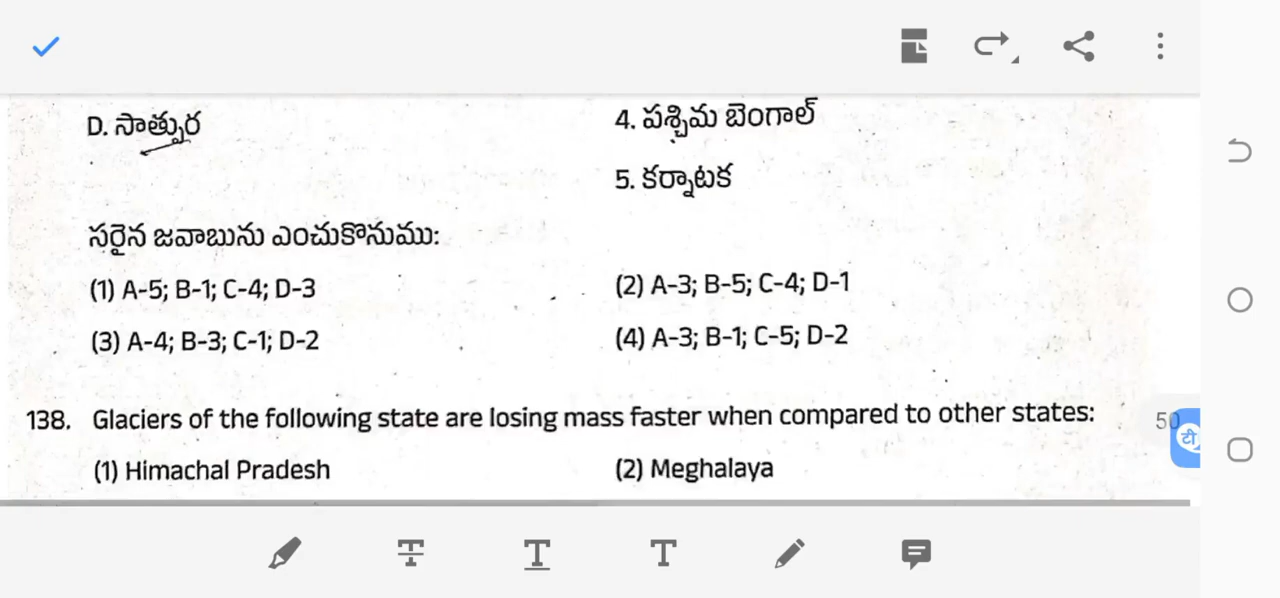 D. సాత్పుర
4. పశ్చిమ బెంగాల్
5. కర్నాటక
సరైన జవాబును ఎంచుకొనుము:
(1) A-5; B-1; C-4; D-3
(2) A-3; B-5; C-4; D-1
(3) A-4; B-3; C-1; D-2
(4) A-3; B-1; C-5; D-2
138. Glaciers of the following state are losing mass faster when compared to other states:
50
टी
(1) Himachal Pradesh
(2) Meghalaya
T
T
T